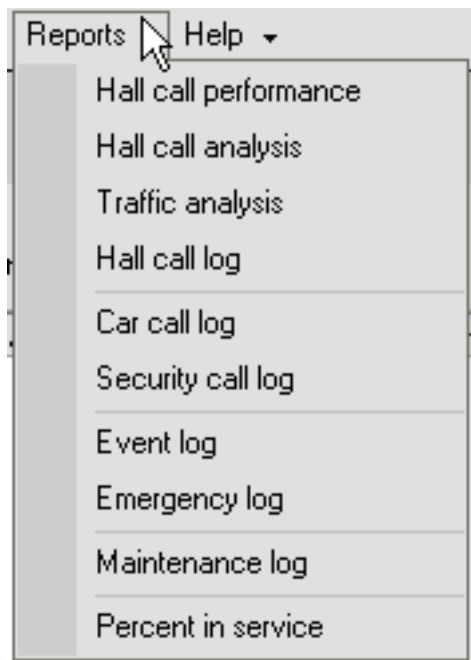 Reports Help
Hall call performance
Hall call analysis
Traffic analysis
Hall call log
Car call log
Security call log
Event log
Emergency log
Maintenance log
Percent in service